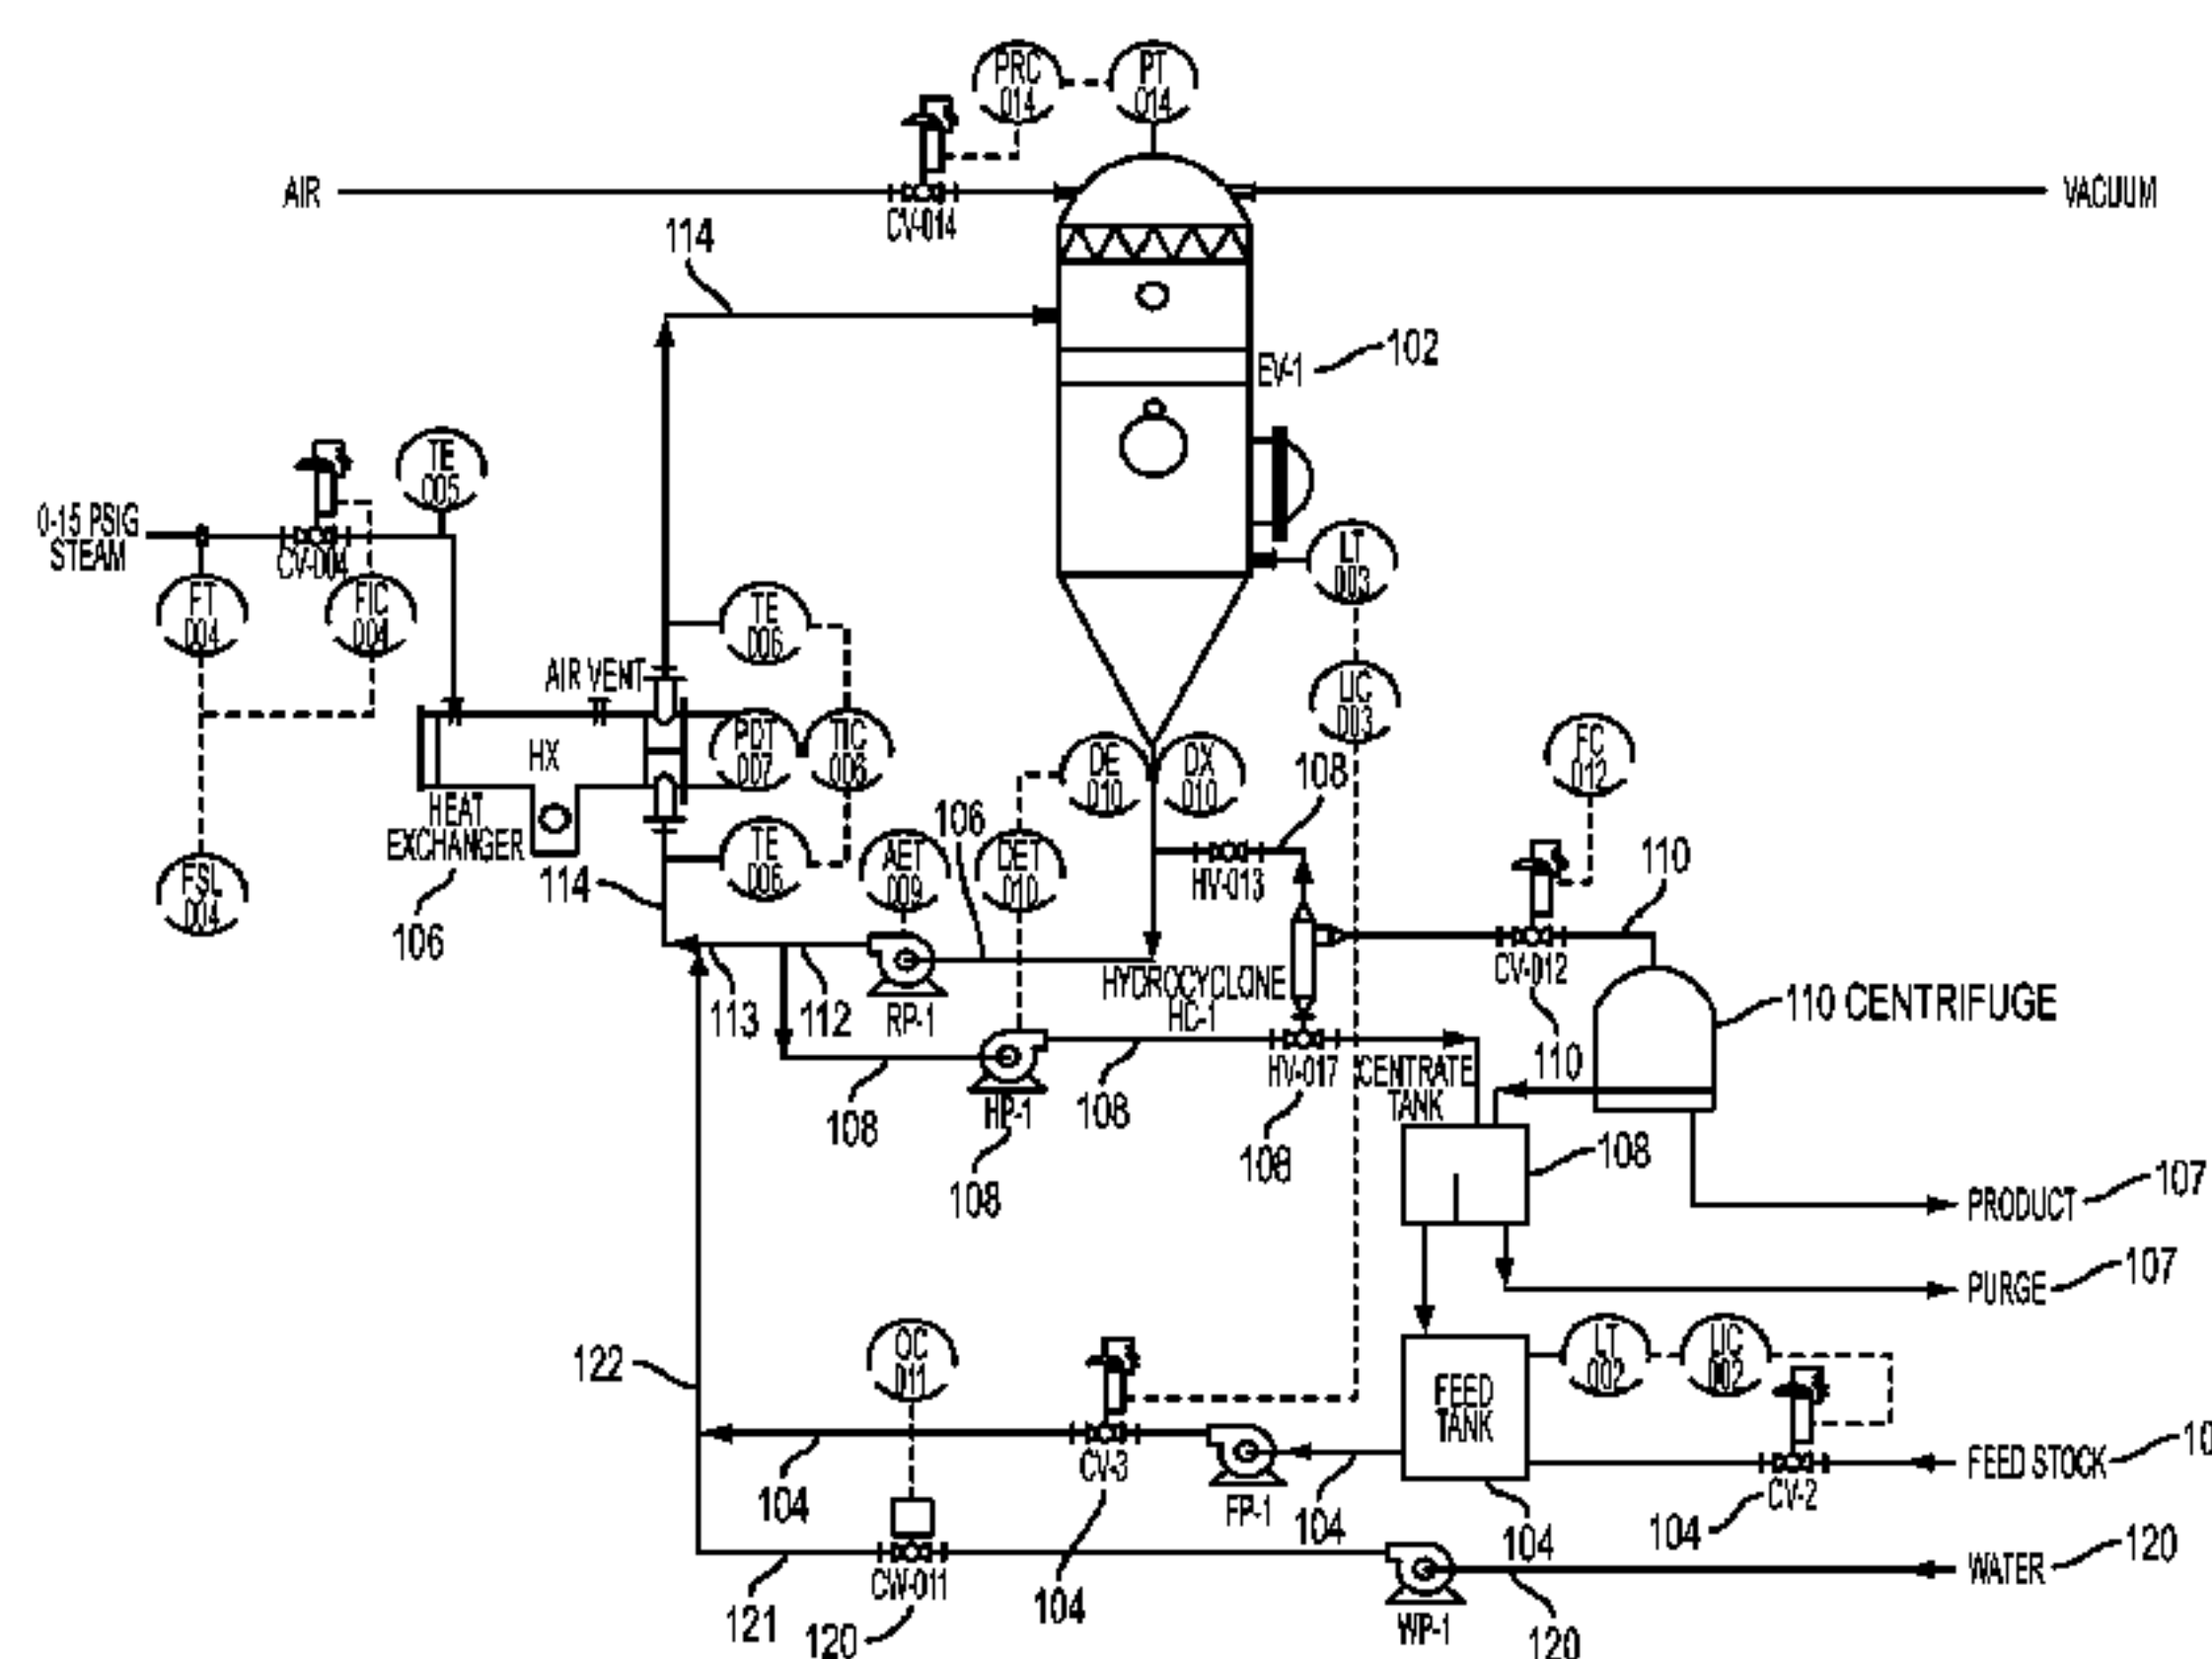 PRC
014
PT
014
AIR
CV-014
VACUUM
114
EV-1
102
TE
005
0-15 PSIG
STEAM
CV-004
FT
004
FIC
004
LT
003
TE
006
AIR VENT
HX
PDT
007
TIC
006
LIC
003
DE
010
DX
010
108
FC
012
HEAT
EXCHANGER
TE
006
AET
009
106
DET
010
HV-013
110
FSL
004
114
106
CV-012
HYDROCYCLONE
HC-1
113
112
RP-1
110 CENTRIFUGE
110
HV-017
CENTRATE
TANK
108
HP-1
108
108
108
108
PRODUCT
107
PURGE
107
OC
011
122
LT
002
LIC
002
FEED
TANK
FEED STOCK
10
CV-3
CV-2
104
FP-1
104
104
104
CW-011
104
WATER
120
121
120
WP-1
120